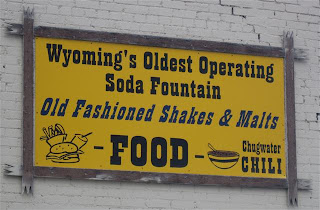 Wyoming's Oldest Operating
Soda Fountain
Old Fashioned Shakes & Malts
- FOOD - Chugwater
CHILI